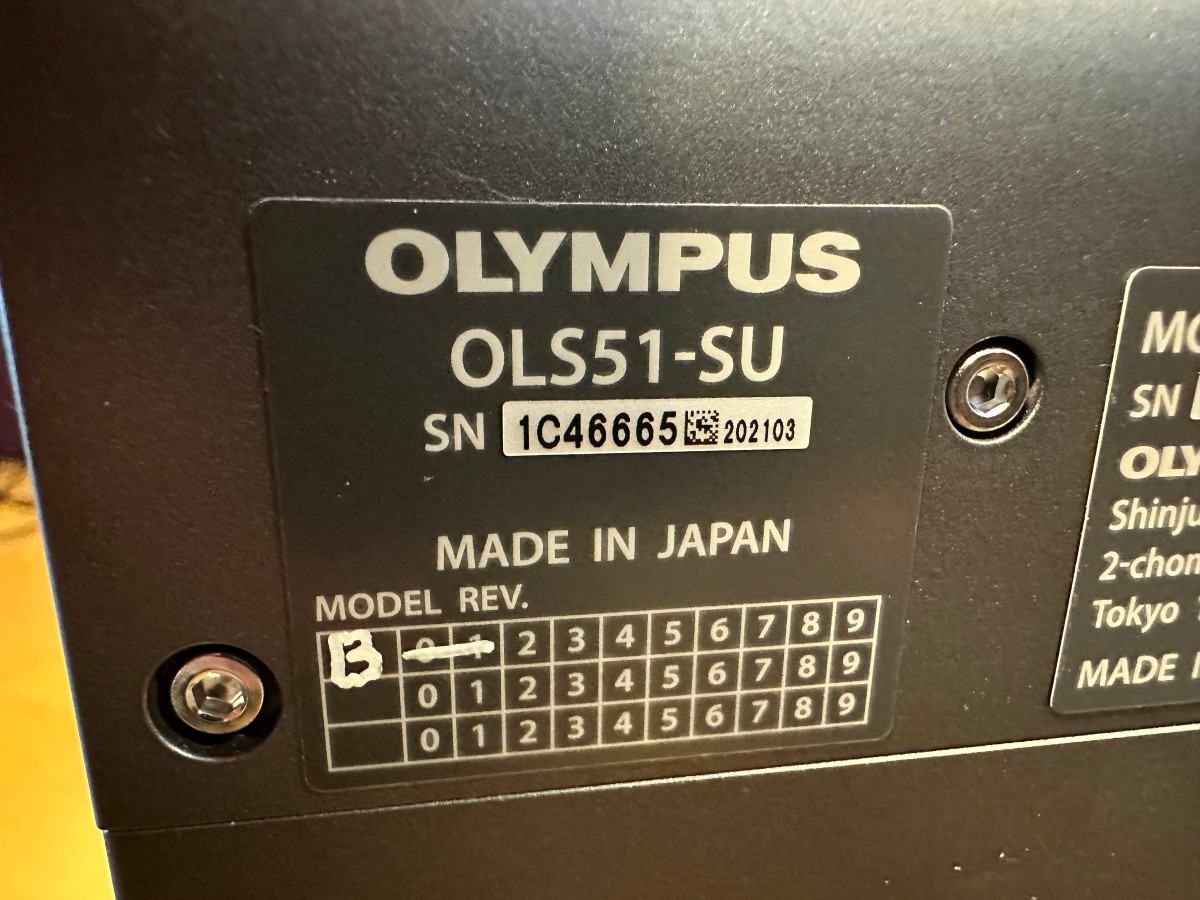 OLYMPUS
OLS51-SU
SN 1C46665 202103
MADE IN JAPAN
MODEL REV.
B 0 1 2 3 4 5 6 7 8 9
0 1 2 3 4 5 6 7 8 9
0 1 2 3 4 5 6 7 8 9
SN
2-chon
Tokyo
MADE